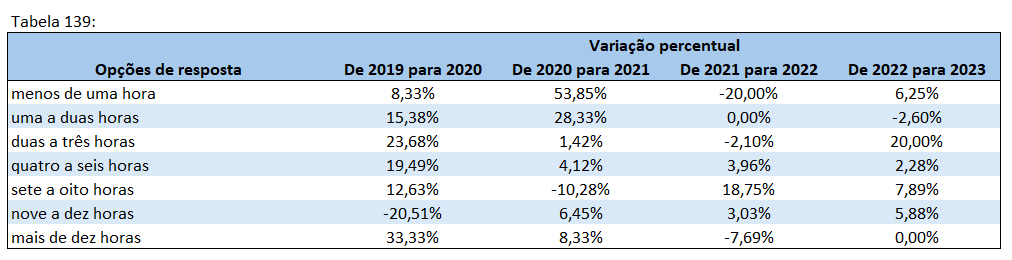 Tabela 139:
Variação percentual
Opções de resposta De 2019 para 2020 De 2020 para 2021 De 2021 para 2022 De 2022 para 2023
menos de uma hora 8,33% 53,85% -20,00% 6,25%
uma a duas horas 15,38% 28,33% 0,00% -2,60%
duas a três horas 23,68% 1,42% -2,10% 20,00%
quatro a seis horas 19,49% 4,12% 3,96% 2,28%
sete a oito horas 12,63% -10,28% 18,75% 7,89%
nove a dez horas -20,51% 6,45% 3,03% 5,88%
mais de dez horas 33,33% 8,33% -7,69% 0,00%